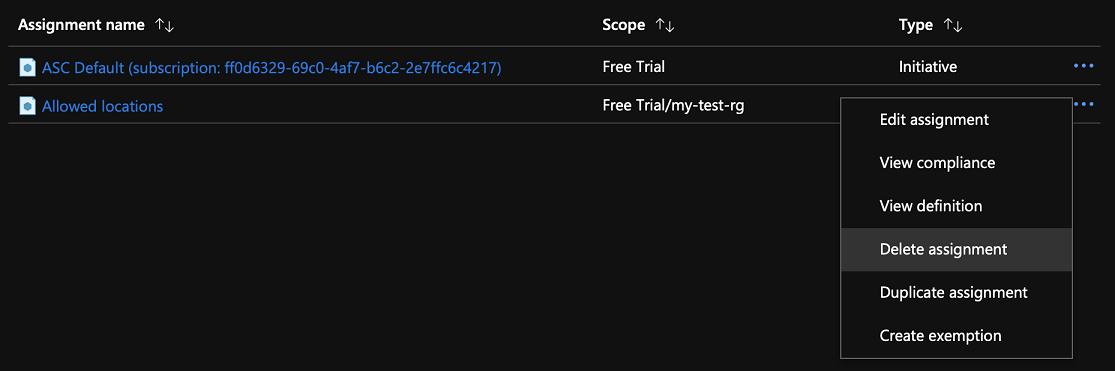 Assignment name Scope Type
ASC Default (subscription: ff0d6329-69c0-4af7-b6c2-2e7ffc6c4217) Free Trial Initiative
Allowed locations Free Trial/my-test-rg
Edit assignment
View compliance
View definition
Delete assignment
Duplicate assignment
Create exemption